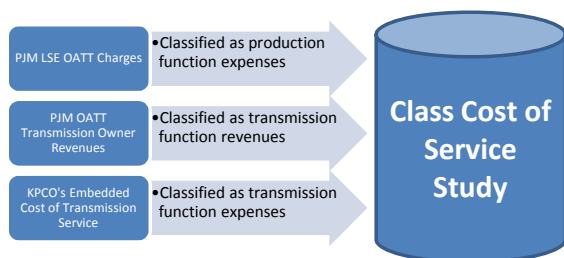 PJM LSE OATT Charges
•Classified as production
function expenses
PJM OATT
Transmission Owner
Revenues
•Classified as transmission
function revenues
KPCO's Embedded
Cost of Transmission
Service
•Classified as transmission
function expenses
Class Cost of
Service
Study